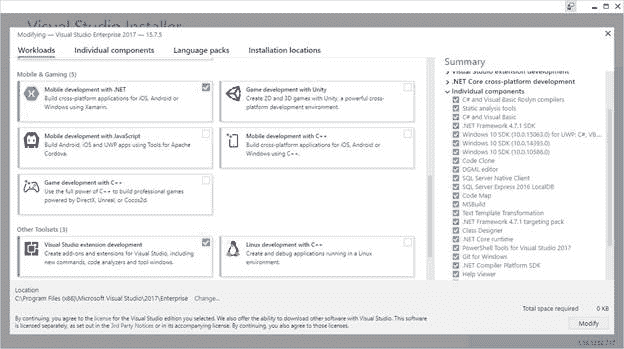 Visual Studio Installer
Modifying — Visual Studio Enterprise 2017 — 15.7.5
Workloads
Individual components
Language packs
Installation locations
Mobile & Gaming (5)
Mobile development with .NET
Build cross-platform applications for iOS, Android or
Windows using Xamarin.
Game development with Unity
Create 2D and 3D games with Unity, a powerful cross-
platform development environment.
Mobile development with JavaScript
Build Android, iOS and UWP apps using Tools for Apache
Cordova.
Mobile development with C++
Build cross-platform applications for iOS, Android or
Windows using C++.
Game development with C++
Use the full power of C++ to build professional games
powered by DirectX, Unreal, or Cocos2d.
Other Toolsets (3)
Visual Studio extension development
Create add-ons and extensions for Visual Studio, including
new commands, code analyzers and tool windows.
Linux development with C++
Create and debug applications running in a Linux
environment.
Summary
Visual Studio extension development
.NET Core cross-platform development
Individual components
C# and Visual Basic Roslyn compilers
Static analysis tools
C# and Visual Basic
.NET Framework 4.7.1 SDK
Windows 10 SDK (10.0.15063.0) for UWP: C#, VB...
Windows 10 SDK (10.0.14393.0)
Windows 10 SDK (10.0.10586.0)
Code Clone
DGML editor
SQL Server Native Client
SQL Server Express 2016 LocalDB
Code Map
MSBuild
Text Template Transformation
.NET Framework 4.7.1 targeting pack
Class Designer
.NET Core runtime
PowerShell Tools for Visual Studio 2017
Git for Windows
.NET Compiler Platform SDK
Help Viewer
Location
C:\Program Files (x86)\Microsoft Visual Studio\2017\Enterprise
Change...
Total space required
0 KB
By continuing, you agree to the license for the Visual Studio edition you selected. We also offer the ability to download other software with Visual Studio. This software
is licensed separately, as set out in the 3rd Party Notices or in its accompanying license. By continuing, you also agree to those licenses.
Modify